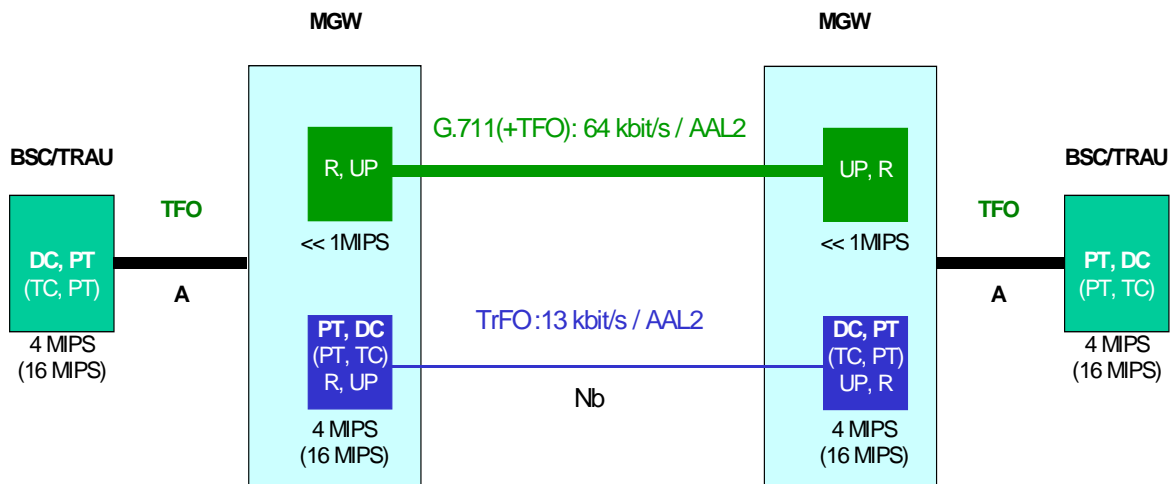 MGW
MGW
G.711(+TFO): 64 kbit/s / AAL2
BSC/TRAU
BSC/TRAU
R, UP
UP, R
TFO
TFO
<< 1MIPS
<< 1MIPS
DC, PT
(TC, PT)
PT, DC
(PT, TC)
A
A
TrFO:13 kbit/s / AAL2
4 MIPS
(16 MIPS)
PT, DC
(PT, TC)
R, UP
DC, PT
(TC, PT)
UP, R
4 MIPS
(16 MIPS)
Nb
4 MIPS
(16 MIPS)
4 MIPS
(16 MIPS)